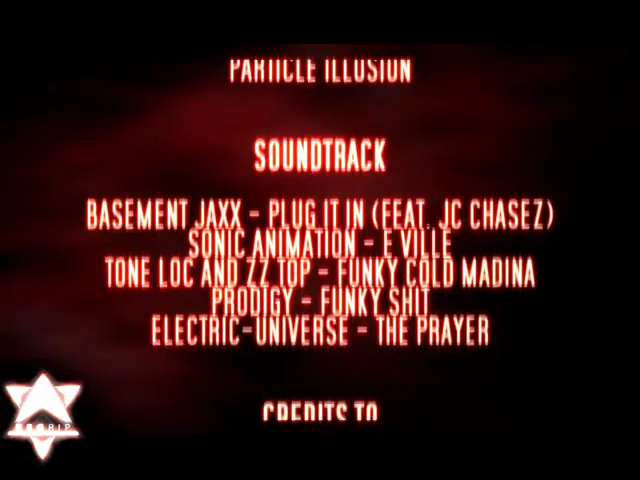 PARTICLE ILLUSION
SOUNDTRACK
BASEMENT JAXX - PLUG IT IN (FEAT. JC CHASEZ)
SONIC ANIMATION - E VILLE
TONE LOC AND ZZ TOP - FUNKY COLD MADINA
PRODIGY - FUNKY SHIT
ELECTRIC-UNIVERSE - THE PRAYER
CREDITS TO